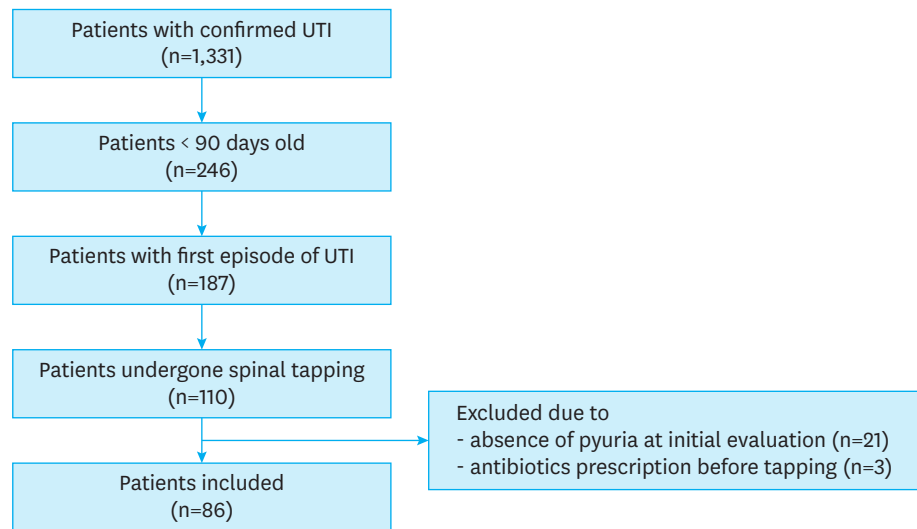 Patients with confirmed UTI
(n=1,331)
Patients < 90 days old
(n=246)
Patients with first episode of UTI
(n=187)
Patients undergone spinal tapping
(n=110)
Excluded due to
- absence of pyuria at initial evaluation (n=21)
- antibiotics prescription before tapping (n=3)
Patients included
(n=86)